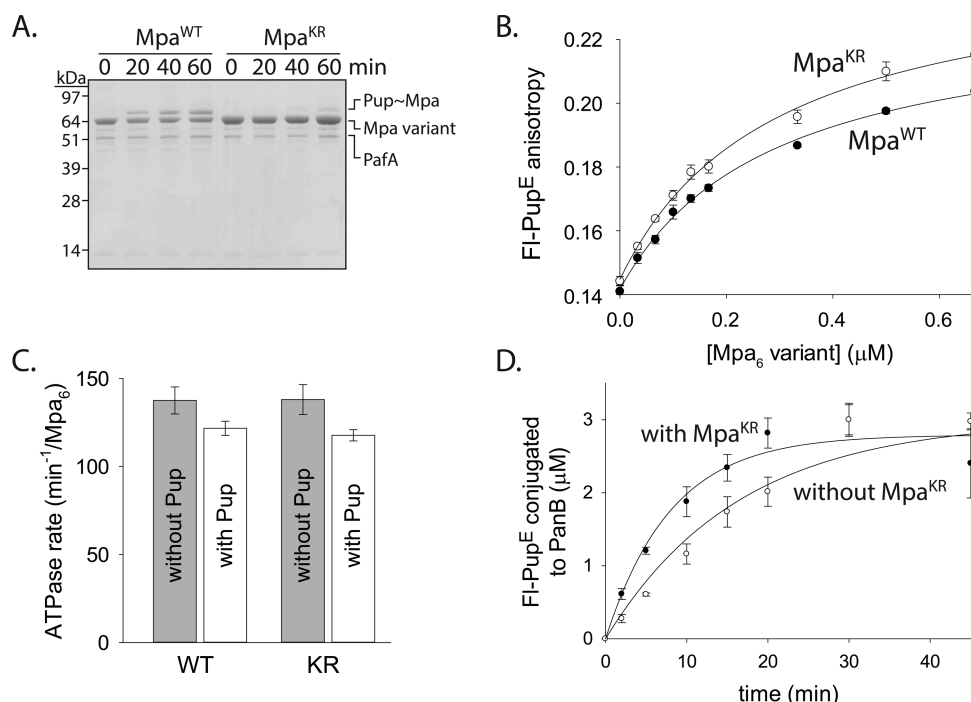 A.
Mpa^WT Mpa^KR
0 20 40 60 0 20 40 60 min
kDa
97
64
51
39
28
14
Pup~Mpa
Mpa variant
PafA
B.
Fl-Pup^E anisotropy
0.22
0.20
0.18
0.16
0.14
Mpa^KR
Mpa^WT
0.0 0.2 0.4 0.6
[Mpa₆ variant] (μM)
C.
ATPase rate (min⁻¹/Mpa₆)
150
100
50
0
without Pup
with Pup
without Pup
with Pup
WT KR
D.
Fl-Pup^E conjugated
to PanB (μM)
3
2
1
0
with Mpa^KR
without Mpa^KR
0 10 20 30 40
time (min)